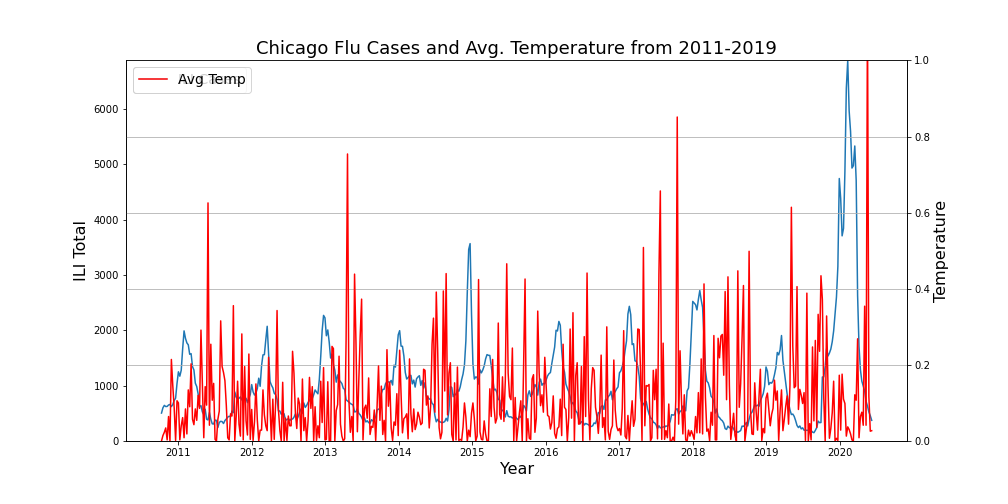 Chicago Flu Cases and Avg. Temperature from 2011-2019
Avg Temp
ILI Total
6000
5000
4000
3000
2000
1000
0
1.0
0.8
0.6
0.4
0.2
0.0
Temperature
2011 2012 2013 2014 2015 2016 2017 2018 2019 2020
Year